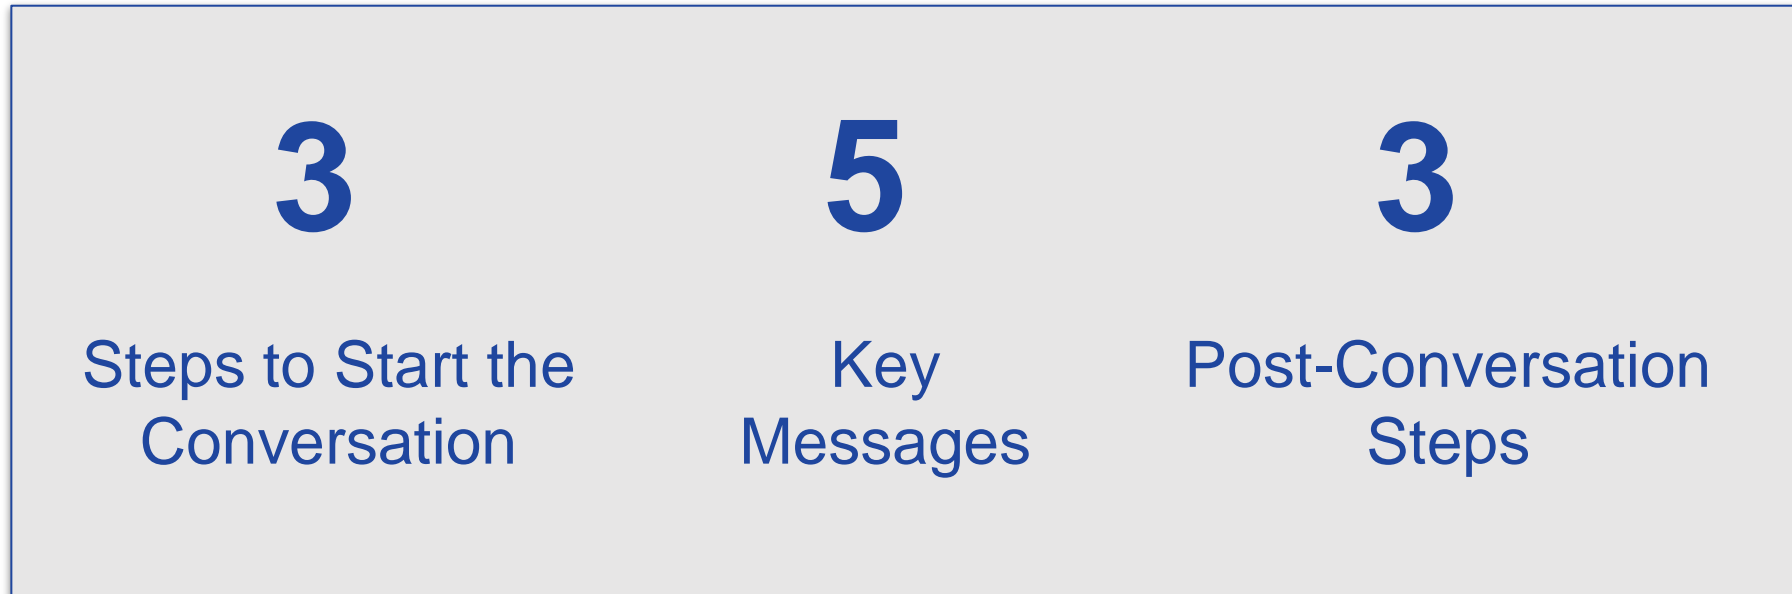 3
Steps to Start the
Conversation
5
Key
Messages
3
Post-Conversation
Steps